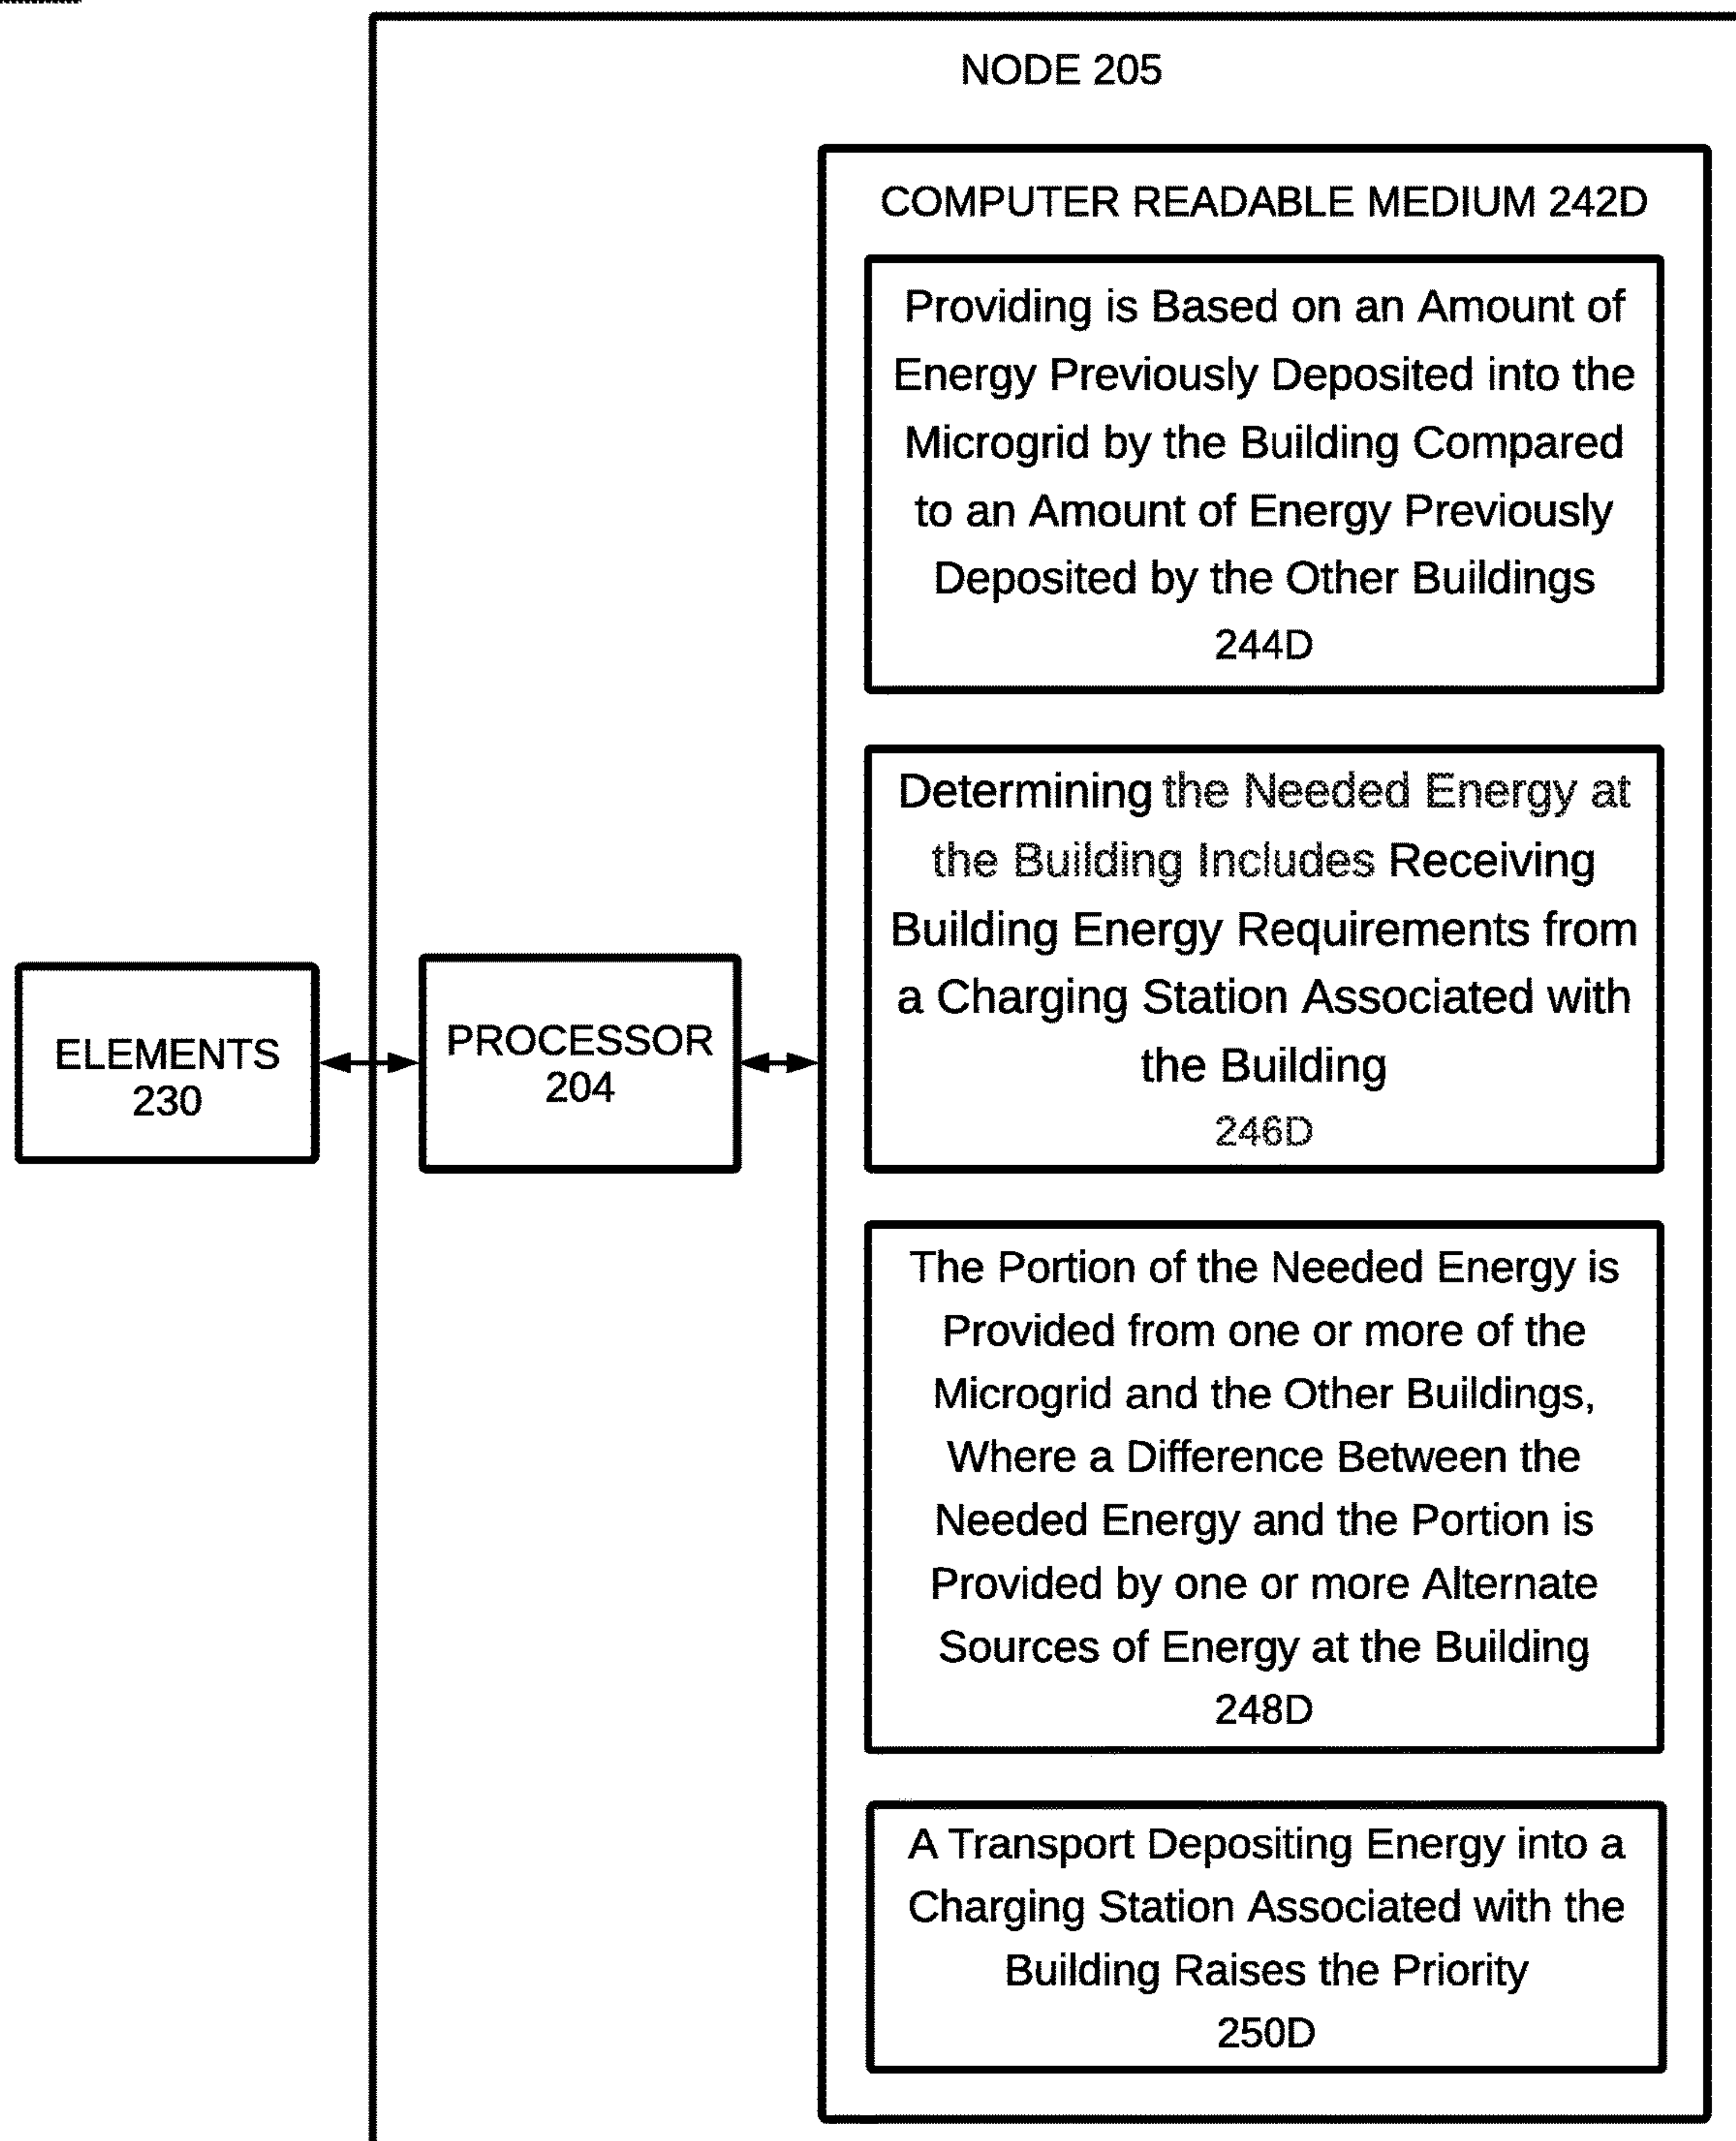 NODE 205
COMPUTER READABLE MEDIUM 242D
Providing is Based on an Amount of
Energy Previously Deposited into the
Microgrid by the Building Compared
to an Amount of Energy Previously
Deposited by the Other Buildings
244D
Determining the Needed Energy at
the Building Includes Receiving
Building Energy Requirements from
a Charging Station Associated with
the Building
246D
ELEMENTS
230
PROCESSOR
204
The Portion of the Needed Energy is
Provided from one or more of the
Microgrid and the Other Buildings,
Where a Difference Between the
Needed Energy and the Portion is
Provided by one or more Alternate
Sources of Energy at the Building
248D
A Transport Depositing Energy into a
Charging Station Associated with the
Building Raises the Priority
250D